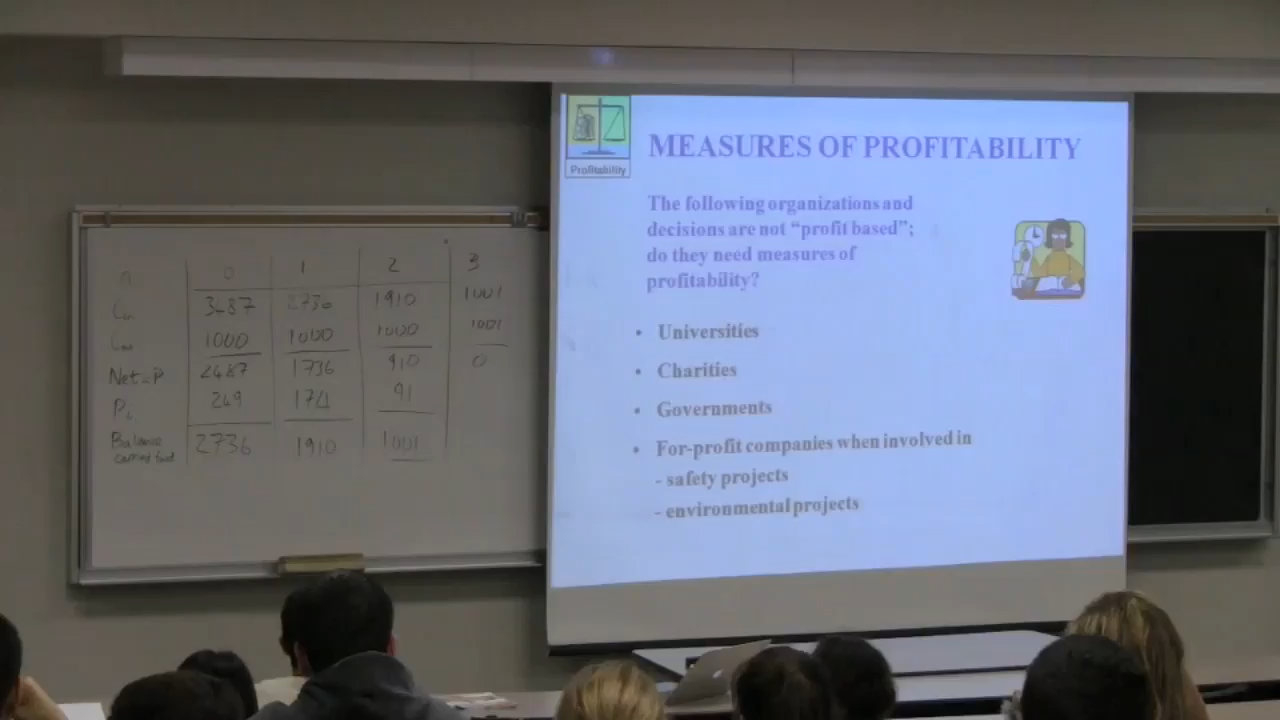 n 0 1 2 3
3487 2736 1910 1001
1000 1000 1000 1001
Net=P 2487 1736 910 0
249 174 91
Balance
carried fwd 2736 1910 1001
Profitability
MEASURES OF PROFITABILITY
The following organizations and
decisions are not “profit based”;
do they need measures of
profitability?
• Universities
• Charities
• Governments
• For-profit companies when involved in
- safety projects
- environmental projects